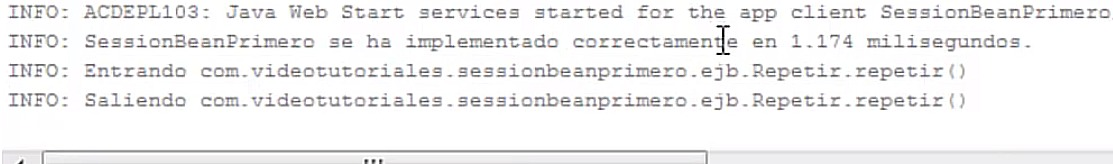 INFO: ACDEPL103: Java Web Start services started for the app client SessionBeanPrimero
INFO: SessionBeanPrimero se ha implementado correctamente en 1.174 milisegundos.
INFO: Entrando com.videotutoriales.sessionbeanprimero.ejb.Repetir.repetir()
INFO: Saliendo com.videotutoriales.sessionbeanprimero.ejb.Repetir.repetir()